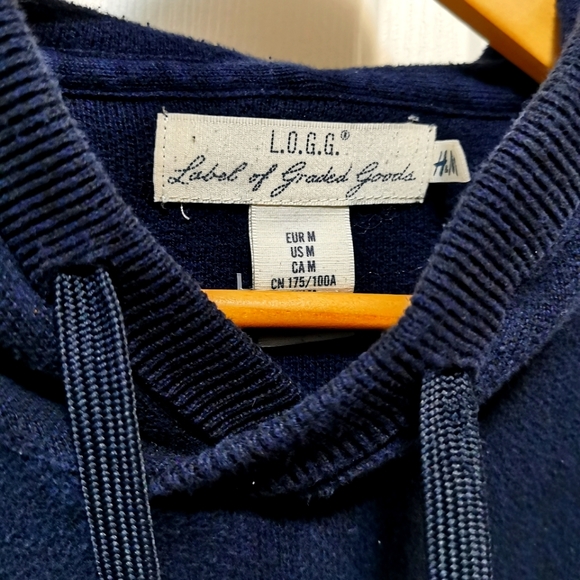 L.O.G.G.®
Label of Graded Goods
H&M
EUR M
US M
CA M
CN 175/100A